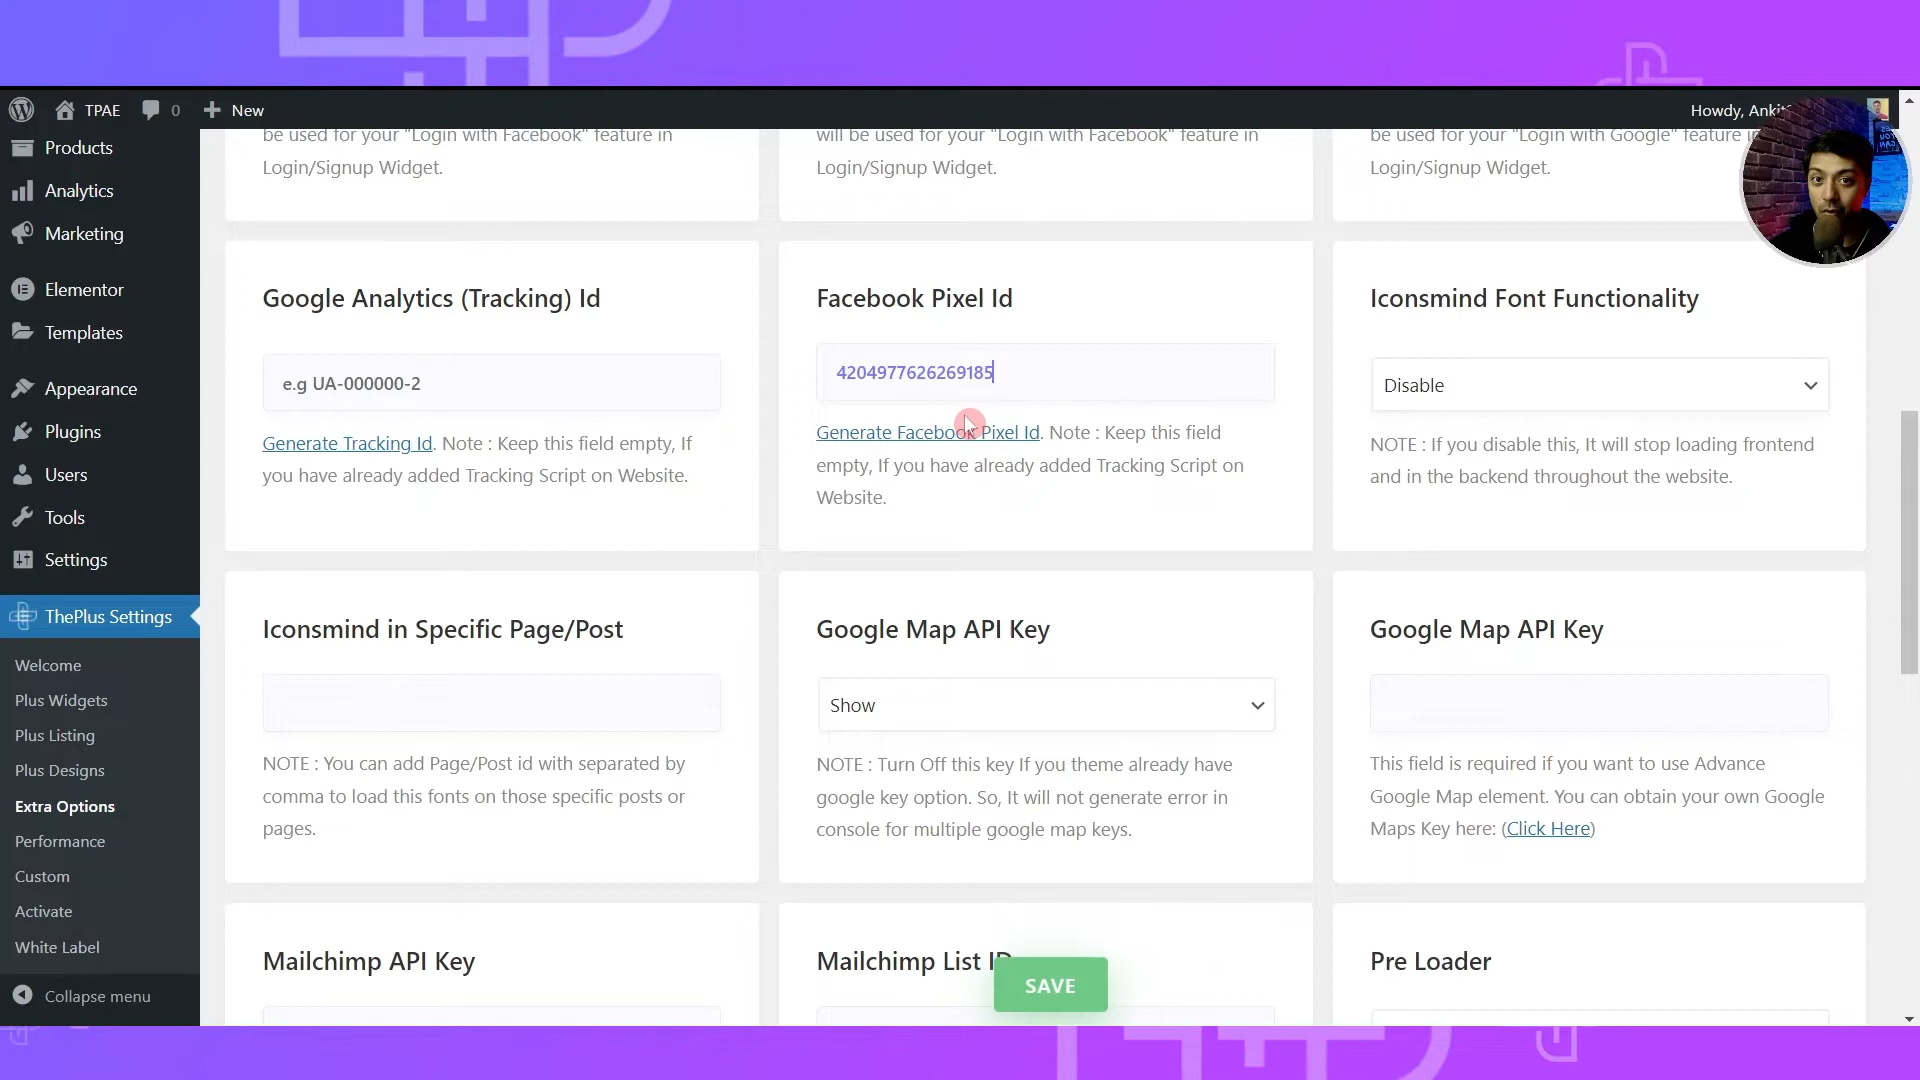 TPAE
0
New
Howdy, Ankit
Products
Analytics
Marketing
Elementor
Templates
Appearance
Plugins
Users
Tools
Settings
ThePlus Settings
Welcome
Plus Widgets
Plus Listing
Plus Designs
Extra Options
Performance
Custom
Activate
White Label
Collapse menu
be used for your "Login with Facebook" feature in
Login/Signup Widget.
will be used for your "Login with Facebook" feature in
Login/Signup Widget.
be used for your "Login with Google" feature in
Login/Signup Widget.
Google Analytics (Tracking) Id
e.g UA-000000-2
Generate Tracking Id. Note : Keep this field empty, If
you have already added Tracking Script on Website.
Facebook Pixel Id
4204977626269185
Generate Facebook Pixel Id. Note : Keep this field
empty, If you have already added Tracking Script on
Website.
Iconsmind Font Functionality
Disable
NOTE : If you disable this, It will stop loading frontend
and in the backend throughout the website.
Iconsmind in Specific Page/Post
NOTE : You can add Page/Post id with separated by
comma to load this fonts on those specific posts or
pages.
Google Map API Key
Show
NOTE : Turn Off this key If you theme already have
google key option. So, It will not generate error in
console for multiple google map keys.
Google Map API Key
This field is required if you want to use Advance
Google Map element. You can obtain your own Google
Maps Key here: (Click Here)
Mailchimp API Key
Mailchimp List ID
Pre Loader
SAVE